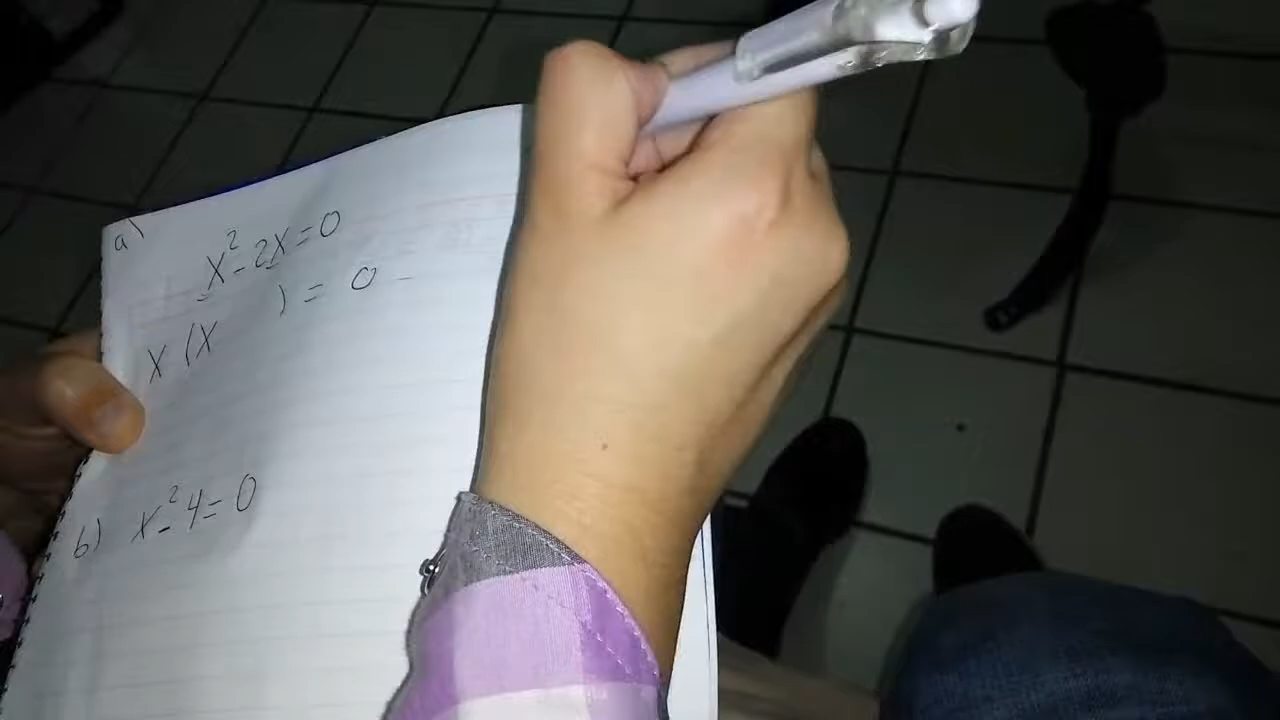 a)
x² - 2x = 0
x (x ) = 0 -
b) x² - 4 = 0